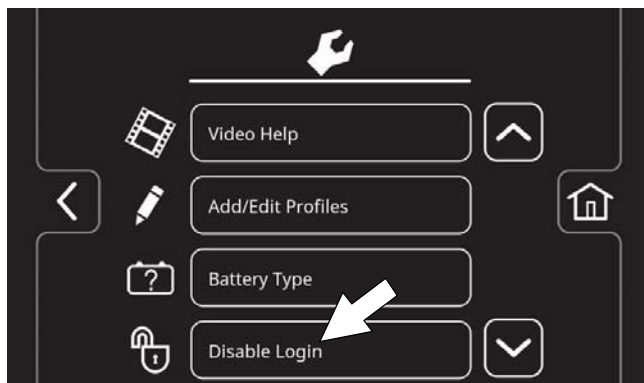 Video Help
Add/Edit Profiles
?
Battery Type
Disable Login